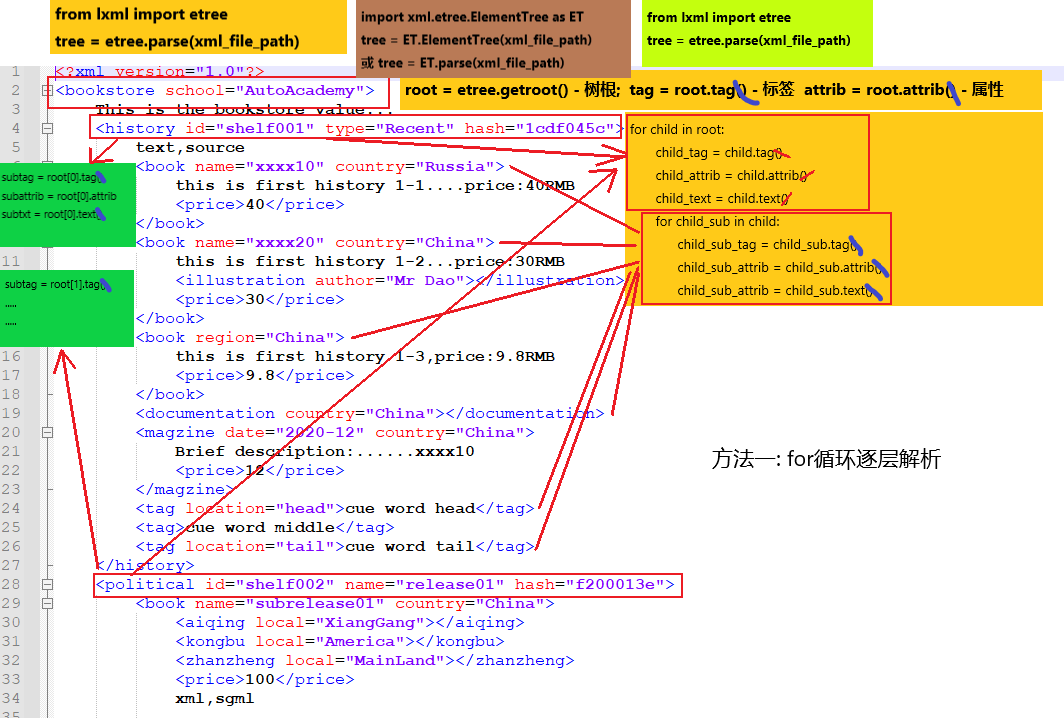 from lxml import etree
tree = etree.parse(xml_file_path)
import xml.etree.ElementTree as ET
tree = ET.ElementTree(xml_file_path)
或 tree = ET.parse(xml_file_path)
from lxml import etree
tree = etree.parse(xml_file_path)
root = etree.getroot() - 树根; tag = root.tag() - 标签 attrib = root.attrib() - 属性
1 <?xml version="1.0"?>
2 <bookstore school="AutoAcademy">
3 This is the bookstore value...
4 <history id="shelf001" type="Recent" hash="1cdf045c">
5 text,source
<book name="xxxx10" country="Russia">
this is first history 1-1....price:40RMB
<price>40</price>
</book>
<book name="xxxx20" country="China">
11 this is first history 1-2...price:30RMB
<illustration author="Mr Dao"></illustration>
<price>30</price>
</book>
<book region="China">
16 this is first history 1-3,price:9.8RMB
17 <price>9.8</price>
18 </book>
19 <documentation country="China"></documentation>
20 <magzine date="2020-12" country="China">
21 Brief description:......xxxx10
22 <price>12</price>
23 </magzine>
24 <tag location="head">cue word head</tag>
25 <tag>cue word middle</tag>
26 <tag location="tail">cue word tail</tag>
27 </history>
28 <political id="shelf002" name="release01" hash="f200013e">
29 <book name="subrelease01" country="China">
30 <aiqing local="XiangGang"></aiqing>
31 <kongbu local="America"></kongbu>
32 <zhanzheng local="MainLand"></zhanzheng>
33 <price>100</price>
34 xml,sgml
35
subtag = root[0].tag()
subattrib = root[0].attrib
subtxt = root[0].text()
subtag = root[1].tag()
.....
.....
for child in root:
child_tag = child.tag()
child_attrib = child.attrib()
child_text = child.text()
for child_sub in child:
child_sub_tag = child_sub.tag()
child_sub_attrib = child_sub.attrib()
child_sub_attrib = child_sub.text()
方法一: for循环逐层解析